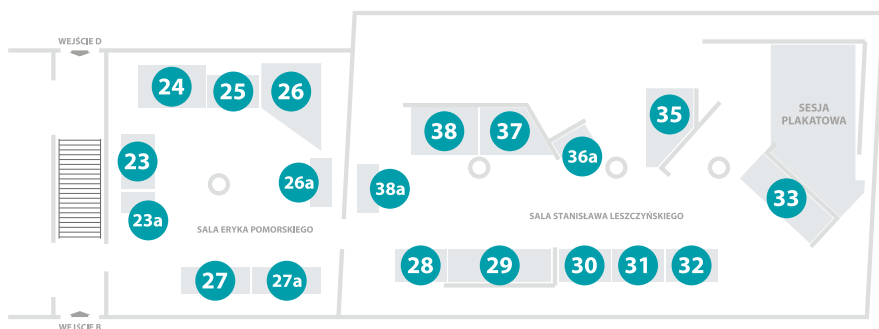 WEJŚCIE D
24
25
26
35
SESJA
PLAKATOWA
38
37
36a
23
26a
38a
33
23a
SALA ERYKA POMORSKIEGO
SALA STANISŁAWA LESZCZYŃSKIEGO
28
29
30
31
32
27
27a
WEJŚCIE B